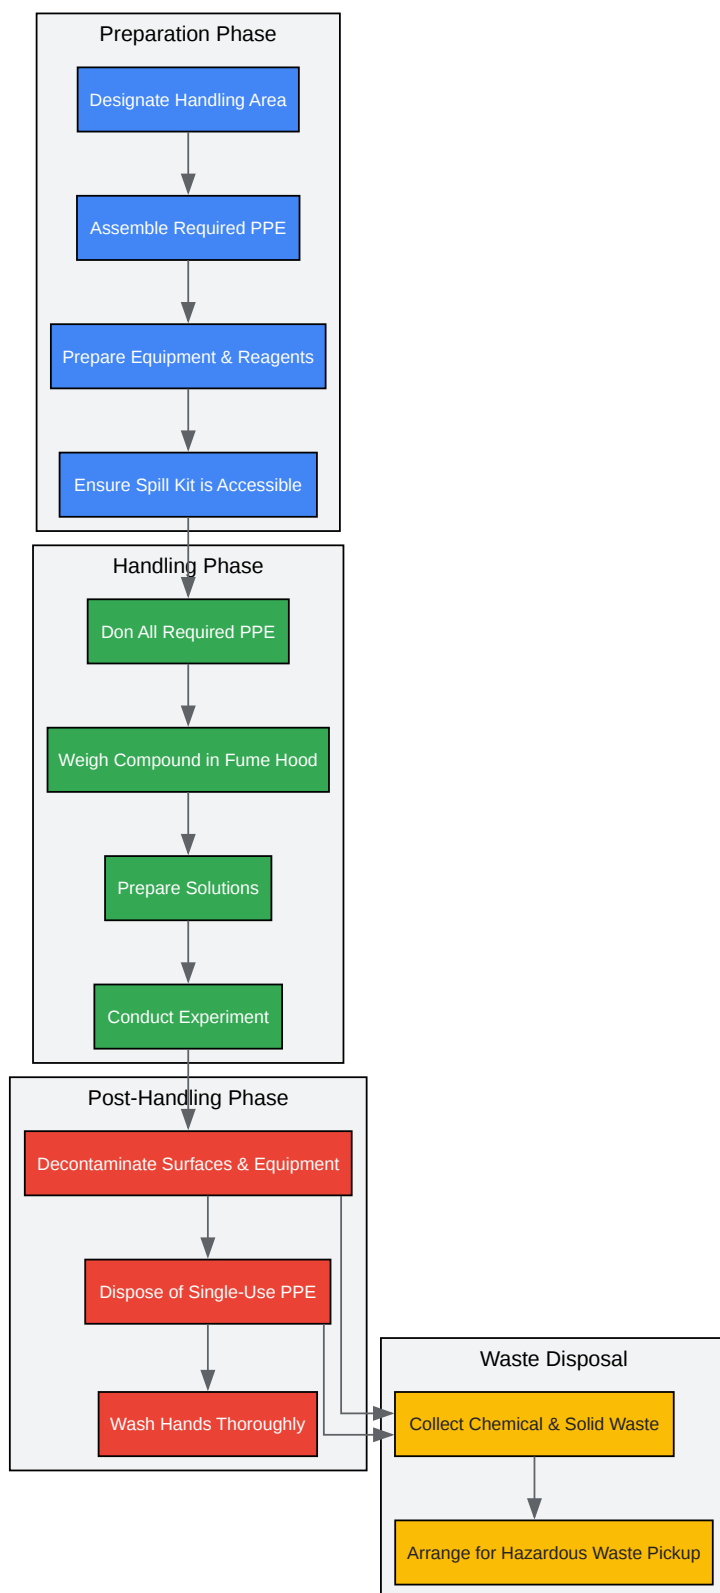 Preparation Phase
Designate Handling Area
Assemble Required PPE
Prepare Equipment & Reagents
Ensure Spill Kit is Accessible
Handling Phase
Don All Required PPE
Weigh Compound in Fume Hood
Prepare Solutions
Conduct Experiment
Post-Handling Phase
Decontaminate Surfaces & Equipment
Dispose of Single-Use PPE
Wash Hands Thoroughly
Waste Disposal
Collect Chemical & Solid Waste
Arrange for Hazardous Waste Pickup